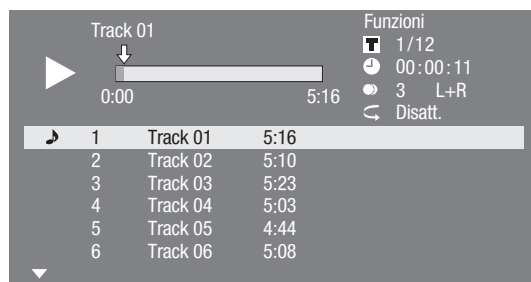 Track 01
0:00 5:16
Funzioni
T 1/12
00:00:11
3 L+R
Disatt.
1 Track 01 5:16
2 Track 02 5:10
3 Track 03 5:23
4 Track 04 5:03
5 Track 05 4:44
6 Track 06 5:08